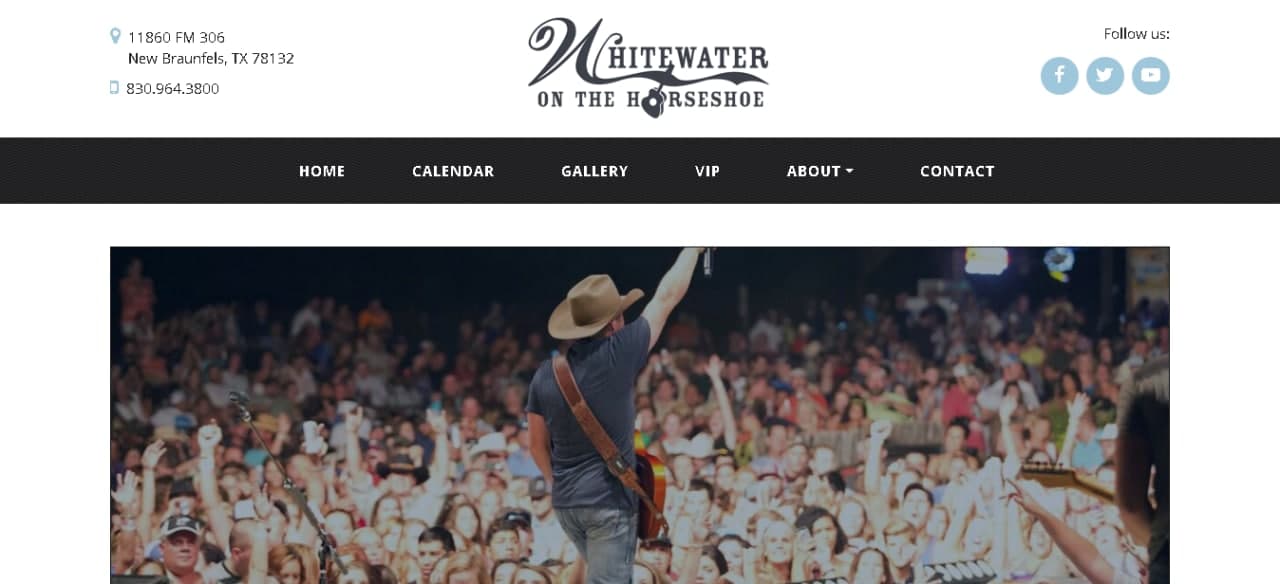 11860 FM 306
New Braunfels, TX 78132
830.964.3800
WHITEWATER
ON THE HORSESHOE
Follow us:
HOME CALENDAR GALLERY VIP ABOUT CONTACT